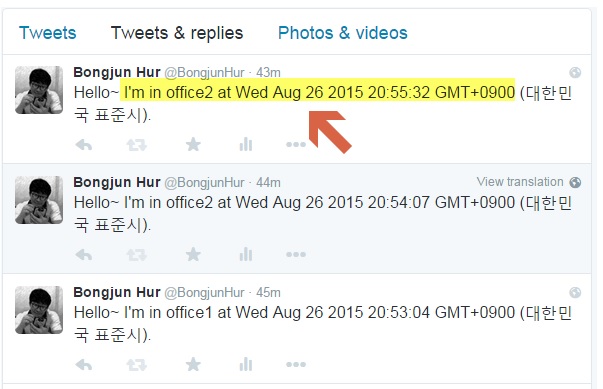 Tweets Tweets & replies Photos & videos
Bongjun Hur @BongjunHur · 43m
Hello~ I'm in office2 at Wed Aug 26 2015 20:55:32 GMT+0900 (대한민
국 표준시).
Bongjun Hur @BongjunHur · 44m View translation
Hello~ I'm in office2 at Wed Aug 26 2015 20:54:07 GMT+0900 (대한민
국 표준시).
Bongjun Hur @BongjunHur · 45m
Hello~ I'm in office1 at Wed Aug 26 2015 20:53:04 GMT+0900 (대한민
국 표준시).